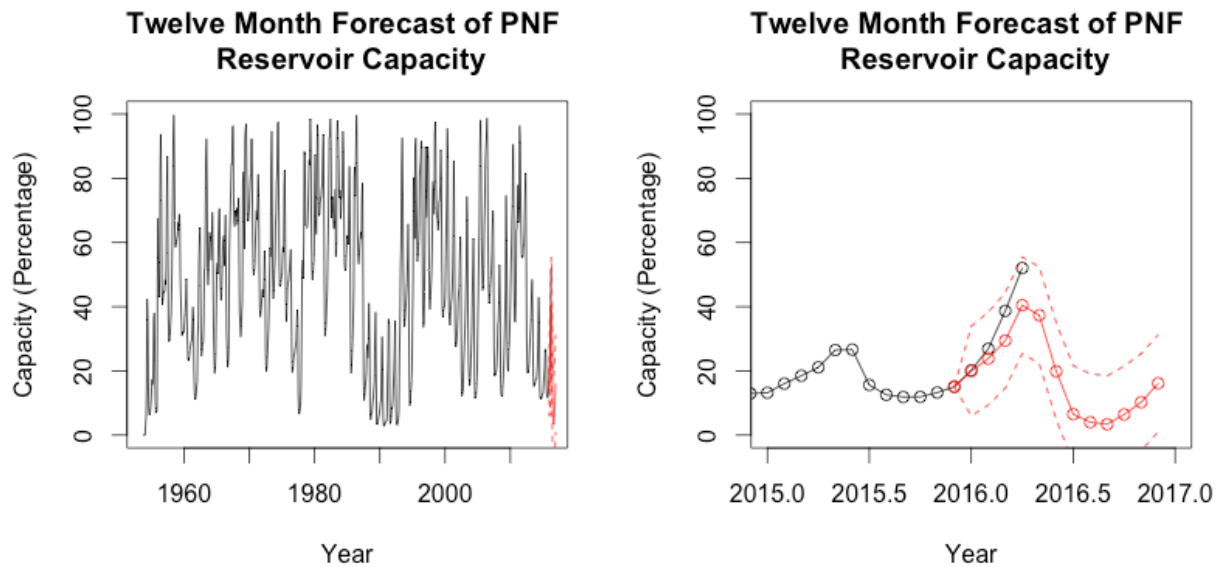 Twelve Month Forecast of PNF
Reservoir Capacity
Capacity (Percentage)
100
80
60
40
20
0
1960 1980 2000
Year
Twelve Month Forecast of PNF
Reservoir Capacity
Capacity (Percentage)
100
80
60
40
20
0
2015.0 2015.5 2016.0 2016.5 2017.0
Year